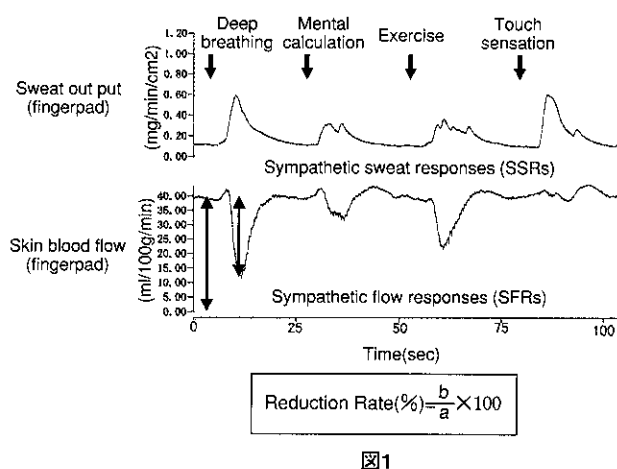 Deep
breathing
Mental
calculation
Exercise
Touch
sensation
Sweat out put
(fingerpad)
(mg/min/cm2)
1.20
1.00
0.80
0.60
0.40
0.20
0.00
Sympathetic sweat responses (SSRs)
Skin blood flow
(fingerpad)
(ml/100g/min)
40.00
35.00
30.00
25.00
20.00
15.00
10.00
5.00
0.00
Sympathetic flow responses (SFRs)
0 25 50 75 100
Time(sec)
Reduction Rate(%)=b/a×100
図1